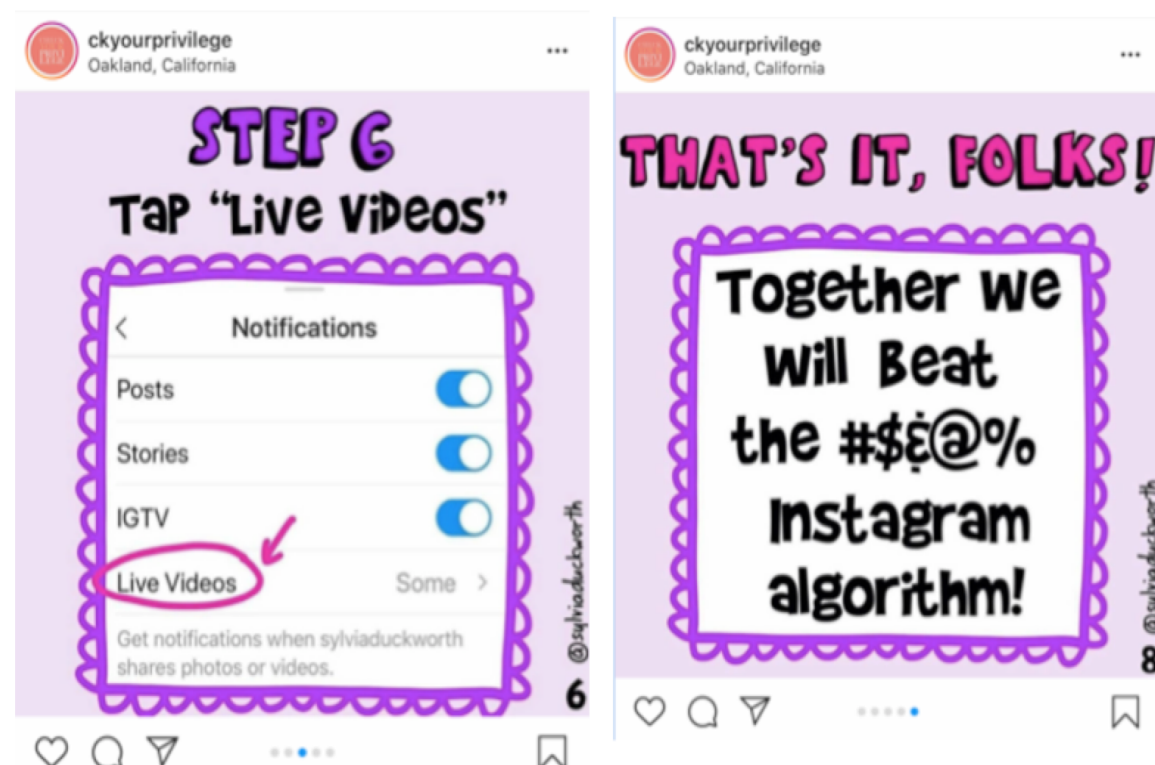 ckyourprivilege
Oakland, California
STEP 6
TaP “Live ViDeos”
Notifications
Posts
Stories
IGTV
Live Videos
Some
Get notifications when sylviaduckworth
shares photos or videos.
@sylviaduckworth
6
ckyourprivilege
Oakland, California
THAT'S IT, FOLKS!
Together We
Will Beat
the #$&@%
Instagram
algorithm!
@sylviaduckworth
8